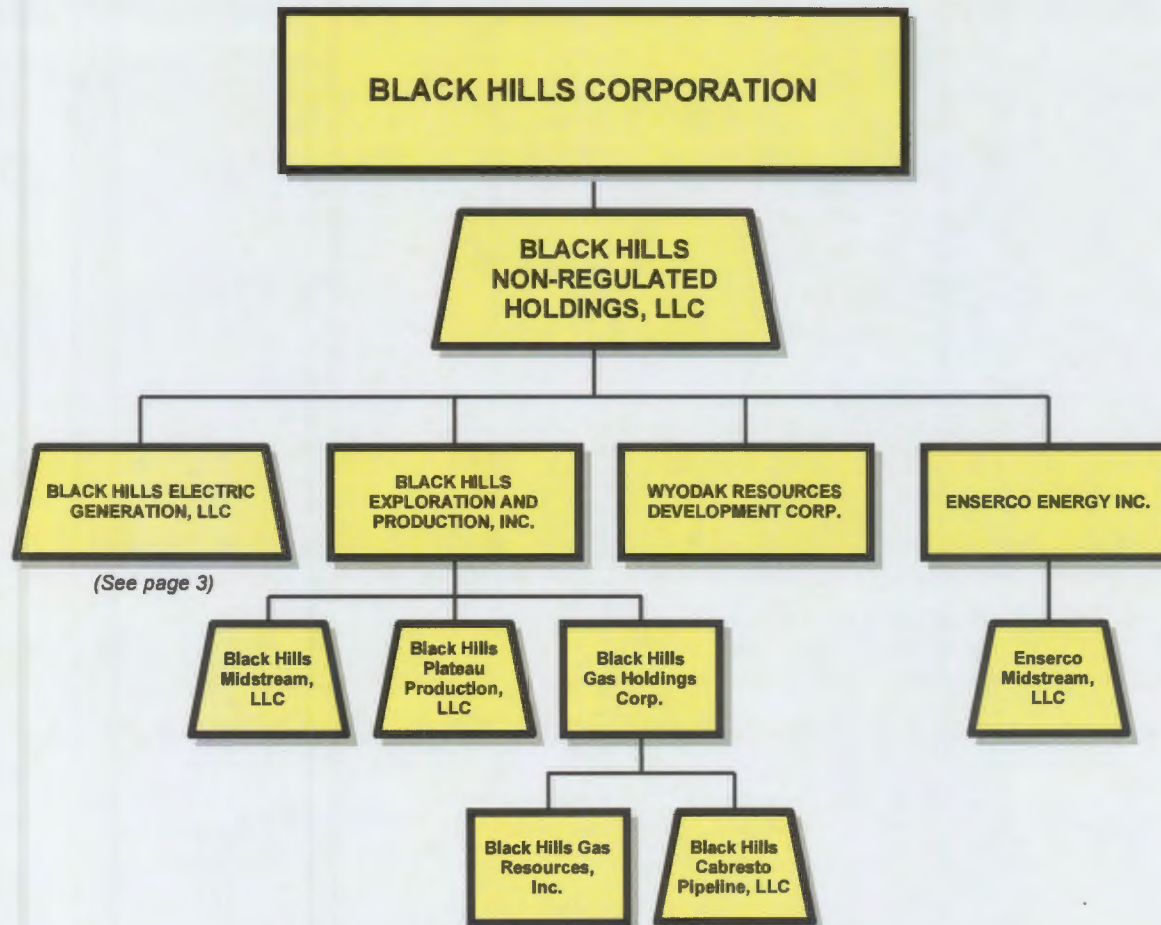 BLACK HILLS CORPORATION
BLACK HILLS
NON-REGULATED
HOLDINGS, LLC
BLACK HILLS ELECTRIC
GENERATION, LLC
(See page 3)
BLACK HILLS
EXPLORATION AND
PRODUCTION, INC.
WYODAK RESOURCES
DEVELOPMENT CORP.
ENSERCO ENERGY INC.
Black Hills
Midstream,
LLC
Black Hills
Plateau
Production,
LLC
Black Hills
Gas Holdings
Corp.
Enserco
Midstream,
LLC
Black Hills Gas
Resources,
Inc.
Black Hills
Cabresto
Pipeline, LLC